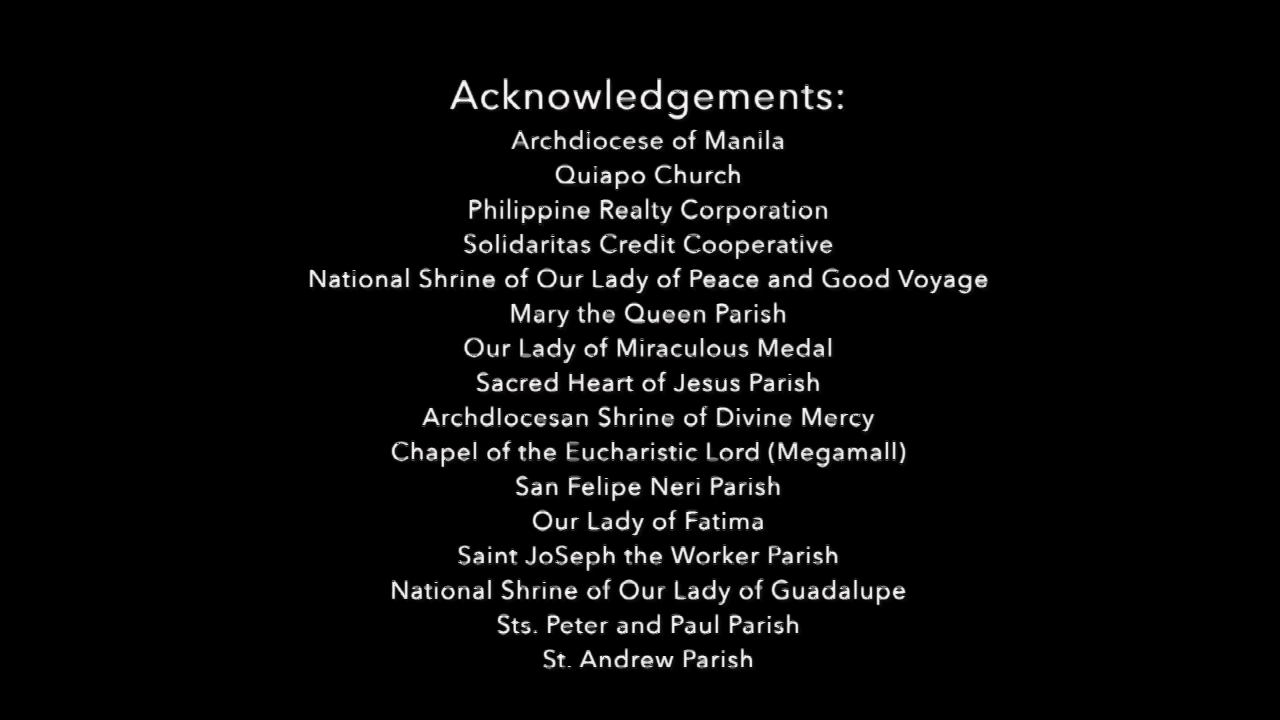 Acknowledgements:
Archdiocese of Manila
Quiapo Church
Philippine Realty Corporation
Solidaritas Credit Cooperative
National Shrine of Our Lady of Peace and Good Voyage
Mary the Queen Parish
Our Lady of Miraculous Medal
Sacred Heart of Jesus Parish
ArchdIocesan Shrine of Divine Mercy
Chapel of the Eucharistic Lord (Megamall)
San Felipe Neri Parish
Our Lady of Fatima
Saint JoSeph the Worker Parish
National Shrine of Our Lady of Guadalupe
Sts. Peter and Paul Parish
St. Andrew Parish